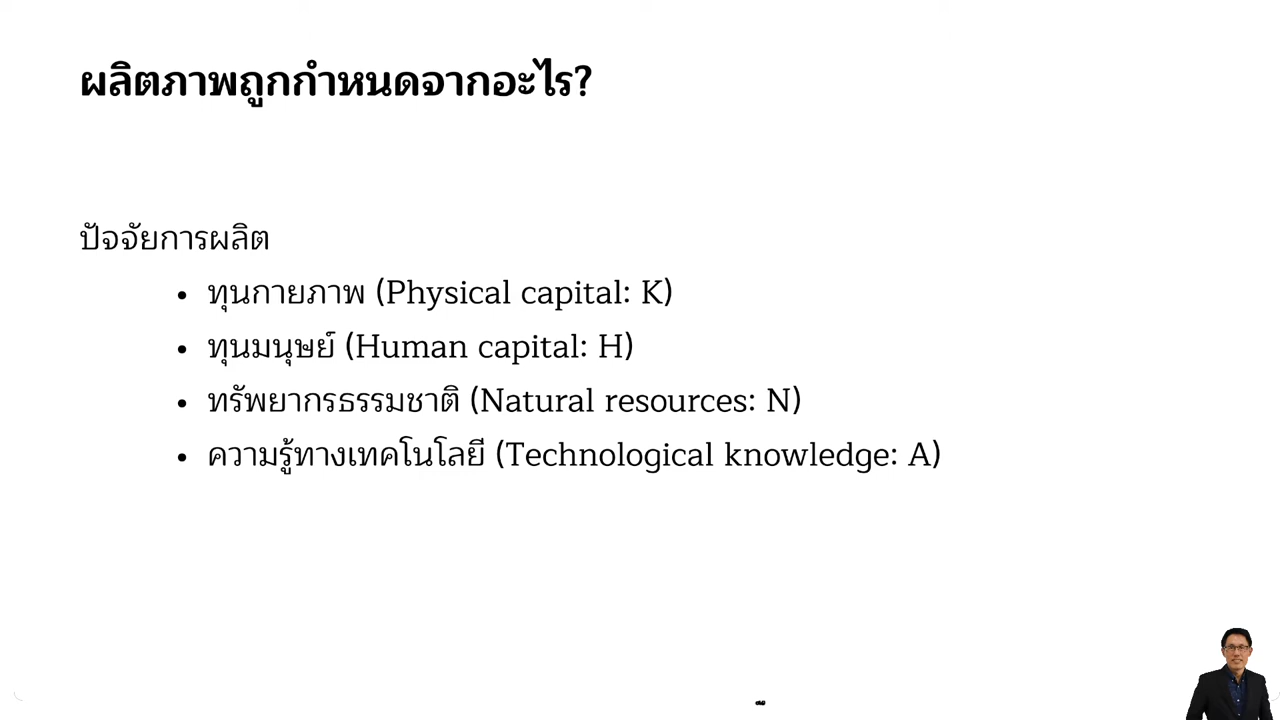 ผลิตภาพถูกกำหนดจากอะไร?
ปัจจัยการผลิต
• ทุนกายภาพ (Physical capital: K)
• ทุนมนุษย์ (Human capital: H)
• ทรัพยากรธรรมชาติ (Natural resources: N)
• ความรู้ทางเทคโนโลยี (Technological knowledge: A)